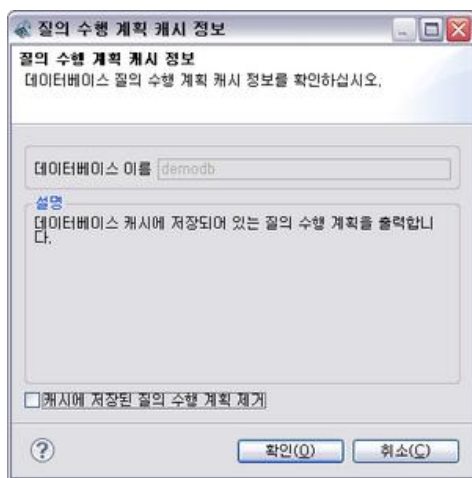 질의 수행 계획 캐시 정보
질의 수행 계획 캐시 정보
데이터베이스 질의 수행 계획 캐시 정보를 확인하십시오.
데이터베이스 이름 demodb
설명
데이터베이스 캐시에 저장되어 있는 질의 수행 계획을 출력합니
다.
캐시에 저장된 질의 수행 계획 제거
확인(O) 취소(C)